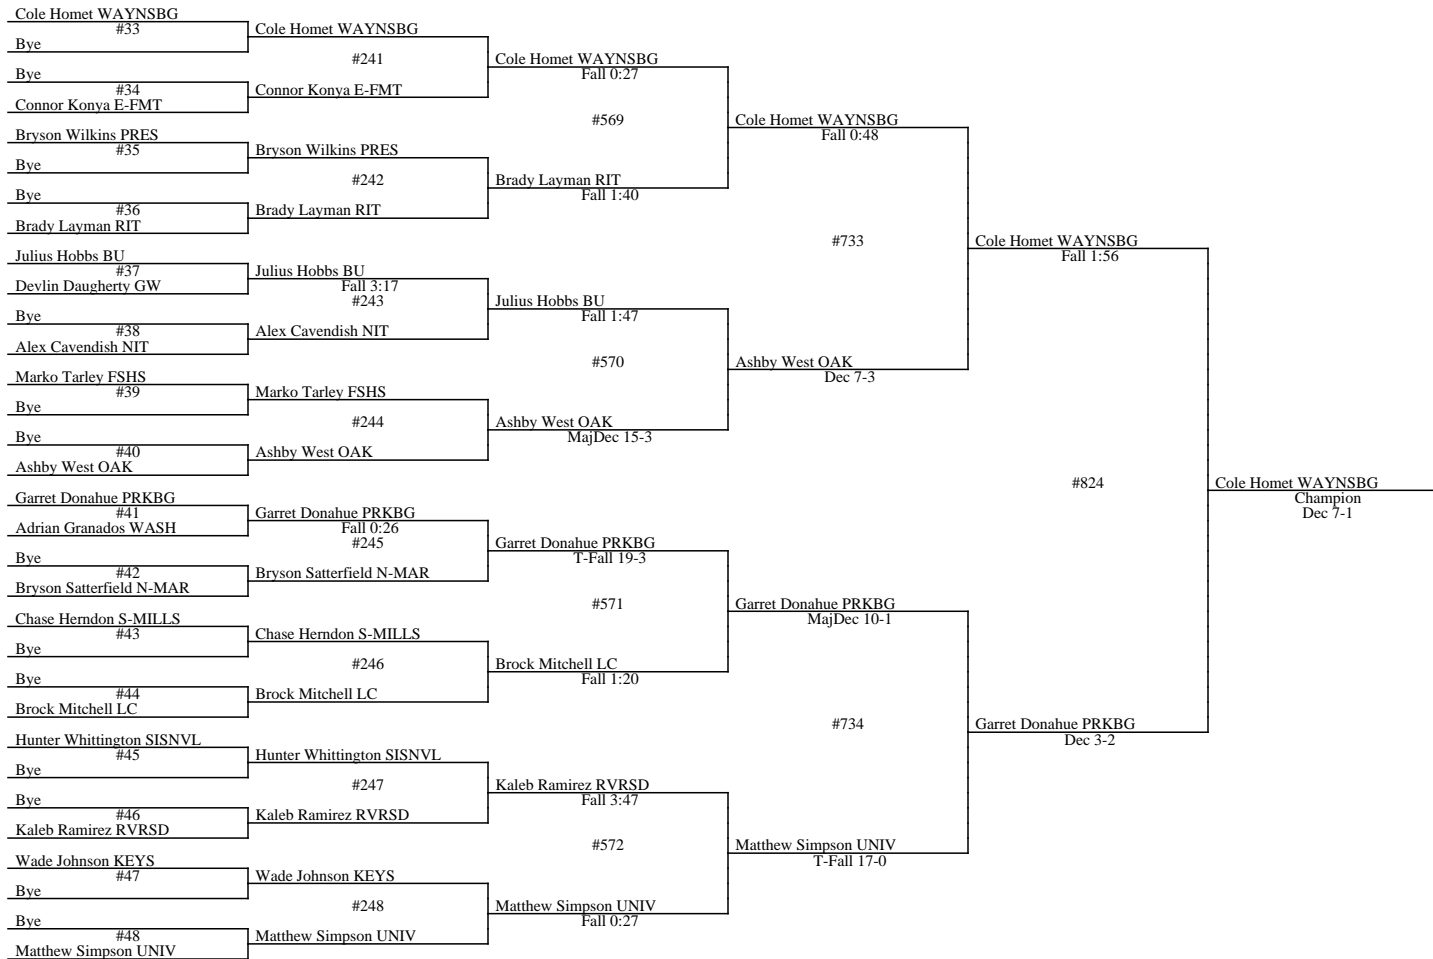 Cole Homet WAYNSBG
#33
Bye
Bye
#34
Connor Konya E-FMT
Bryson Wilkins PRES
#35
Bye
Bye
#36
Brady Layman RIT
Julius Hobbs BU
#37
Devlin Daugherty GW
Bye
#38
Alex Cavendish NIT
Marko Tarley FSHS
#39
Bye
Bye
#40
Ashby West OAK
Garret Donahue PRKBG
#41
Adrian Granados WASH
Bye
#42
Bryson Satterfield N-MAR
Chase Herndon S-MILLS
#43
Bye
Bye
#44
Brock Mitchell LC
Hunter Whittington SISNVL
#45
Bye
Bye
#46
Kaleb Ramirez RVRSD
Wade Johnson KEYS
#47
Bye
Bye
#48
Matthew Simpson UNIV
Cole Homet WAYNSBG
#241
Connor Konya E-FMT
Bryson Wilkins PRES
#242
Brady Layman RIT
Julius Hobbs BU
Fall 3:17
#243
Alex Cavendish NIT
Marko Tarley FSHS
#244
Ashby West OAK
Garret Donahue PRKBG
Fall 0:26
#245
Bryson Satterfield N-MAR
Chase Herndon S-MILLS
#246
Brock Mitchell LC
Hunter Whittington SISNVL
#247
Kaleb Ramirez RVRSD
Wade Johnson KEYS
#248
Matthew Simpson UNIV
Cole Homet WAYNSBG
Fall 0:27
#569
Brady Layman RIT
Fall 1:40
Julius Hobbs BU
Fall 1:47
#570
Ashby West OAK
MajDec 15-3
Garret Donahue PRKBG
T-Fall 19-3
#571
Brock Mitchell LC
Fall 1:20
Kaleb Ramirez RVRSD
Fall 3:47
#572
Matthew Simpson UNIV
Fall 0:27
Cole Homet WAYNSBG
Fall 0:48
#733
Ashby West OAK
Dec 7-3
Garret Donahue PRKBG
MajDec 10-1
#734
Matthew Simpson UNIV
T-Fall 17-0
Cole Homet WAYNSBG
Fall 1:56
#824
Garret Donahue PRKBG
Dec 3-2
Cole Homet WAYNSBG
Champion
Dec 7-1